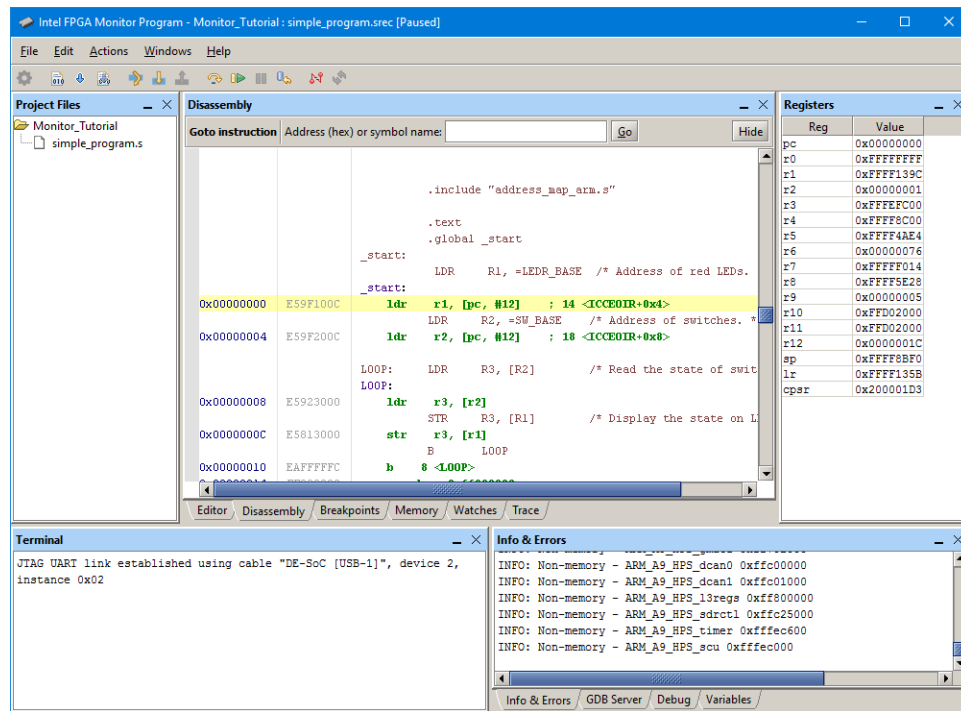 Intel FPGA Monitor Program - Monitor_Tutorial : simple_program.srec [Paused]
File Edit Actions Windows Help
Project Files
Monitor_Tutorial
simple_program.s
Disassembly
Goto instruction Address (hex) or symbol name: Go Hide
.include "address_map_arm.s"
.text
.global _start
_start:
LDR R1, =LEDR_BASE /* Address of red LEDs.
_start:
0x00000000 E59F100C ldr r1, [pc, #12] ; 14 <ICCEOIR+0x4>
LDR R2, =SW_BASE /* Address of switches. *
0x00000004 E59F200C ldr r2, [pc, #12] ; 18 <ICCEOIR+0x8>
LOOP: LDR R3, [R2] /* Read the state of swit
LOOP:
0x00000008 E5923000 ldr r3, [r2]
STR R3, [R1] /* Display the state on L
0x0000000C E5813000 str r3, [r1]
B LOOP
0x00000010 EAFFFFFC b 8 <LOOP>
Editor Disassembly Breakpoints Memory Watches Trace
Registers
Reg Value
pc 0x00000000
r0 0xFFFFFFFF
r1 0xFFFF139C
r2 0x00000001
r3 0xFFFEFC00
r4 0xFFFF8C00
r5 0xFFFF4AE4
r6 0x00000076
r7 0xFFFFF014
r8 0xFFFF5E28
r9 0x00000005
r10 0xFFD02000
r11 0xFFD02000
r12 0x0000001C
sp 0xFFFF8BF0
lr 0xFFFF135B
cpsr 0x200001D3
Terminal
JTAG UART link established using cable "DE-SoC [USB-1]", device 2,
instance 0x02
Info & Errors
INFO: Non-memory - ARM_A9_HPS_dcan0 0xffc00000
INFO: Non-memory - ARM_A9_HPS_dcan1 0xffc01000
INFO: Non-memory - ARM_A9_HPS_l3regs 0xff800000
INFO: Non-memory - ARM_A9_HPS_sdrctl 0xffc25000
INFO: Non-memory - ARM_A9_HPS_timer 0xfffec600
INFO: Non-memory - ARM_A9_HPS_scu 0xfffec000
Info & Errors GDB Server Debug Variables